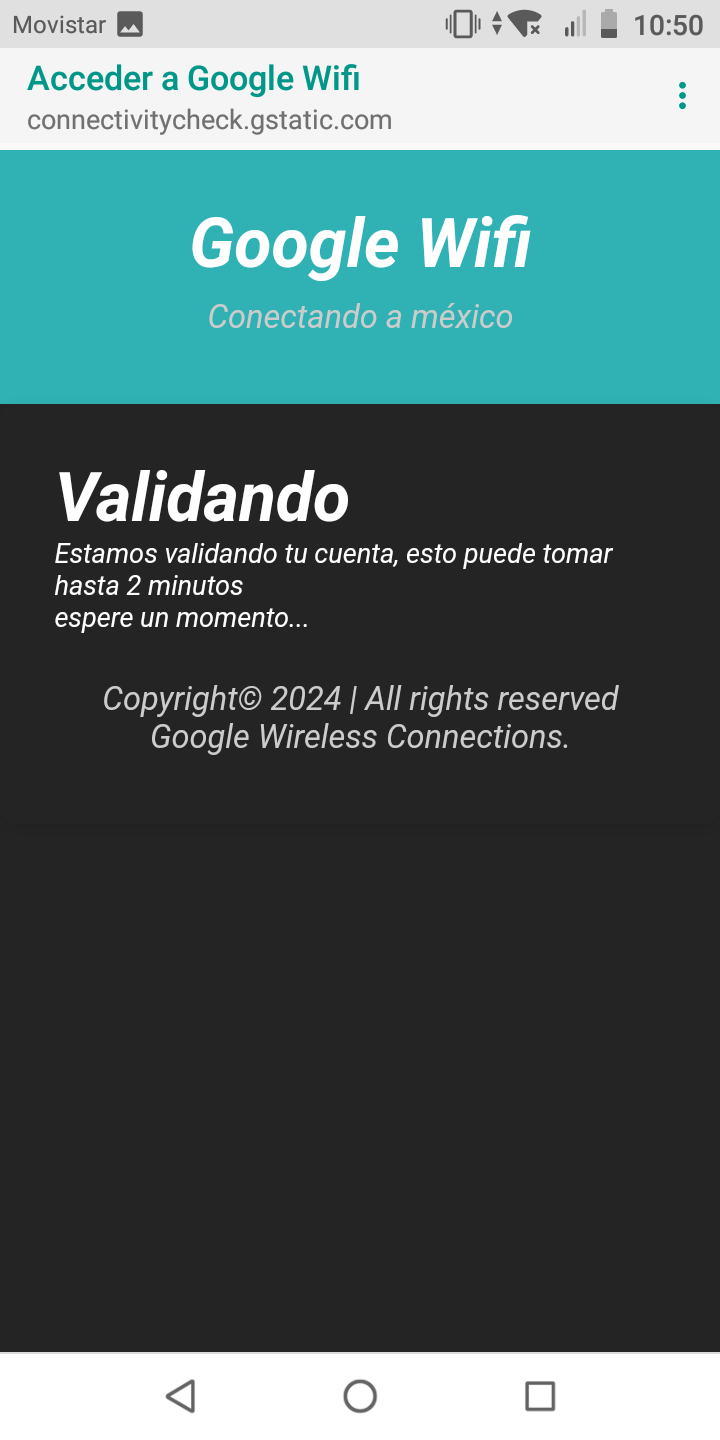 Movistar 10:50
Acceder a Google Wifi
connectivitycheck.gstatic.com
Google Wifi
Conectando a méxico
Validando
Estamos validando tu cuenta, esto puede tomar
hasta 2 minutos
espere un momento...
Copyright© 2024 | All rights reserved
Google Wireless Connections.